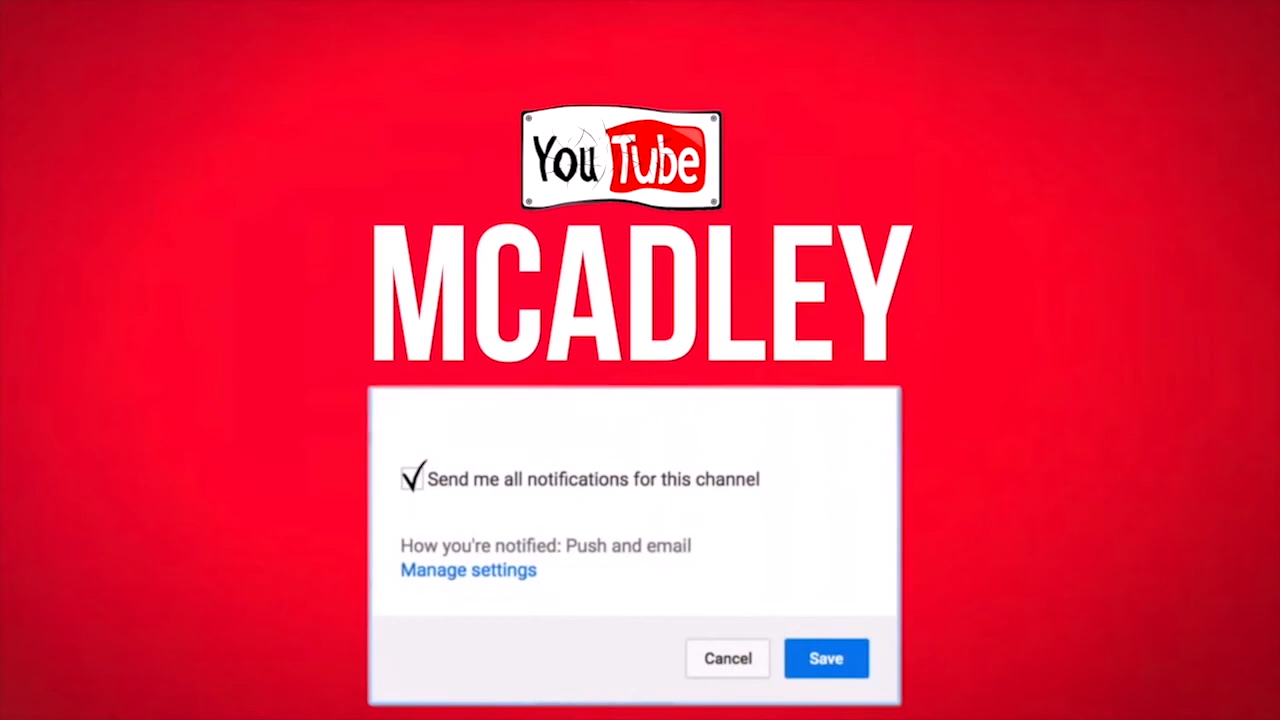 YouTube
MCADLEY
Send me all notifications for this channel
How you're notified: Push and email
Manage settings
Cancel
Save